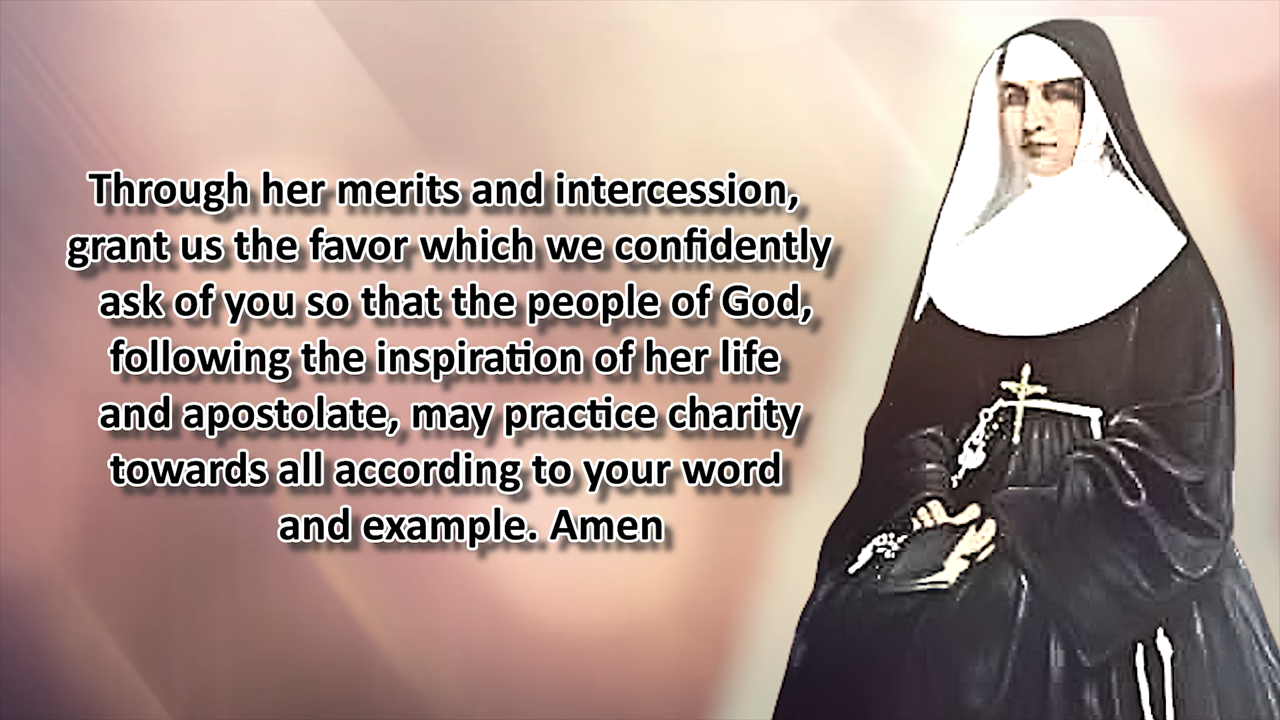 Through her merits and intercession,
grant us the favor which we confidently
ask of you so that the people of God,
following the inspiration of her life
and apostolate, may practice charity
towards all according to your word
and example. Amen